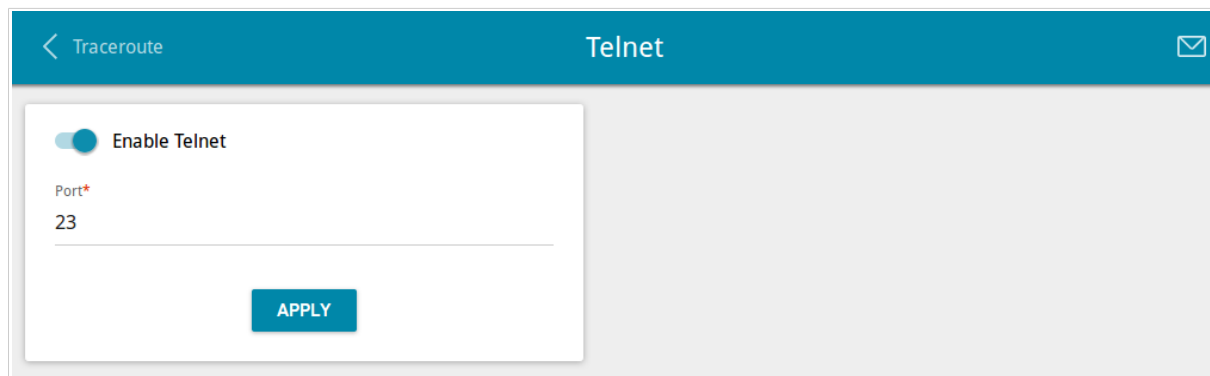 Traceroute
Telnet
Enable Telnet
Port*
23
APPLY